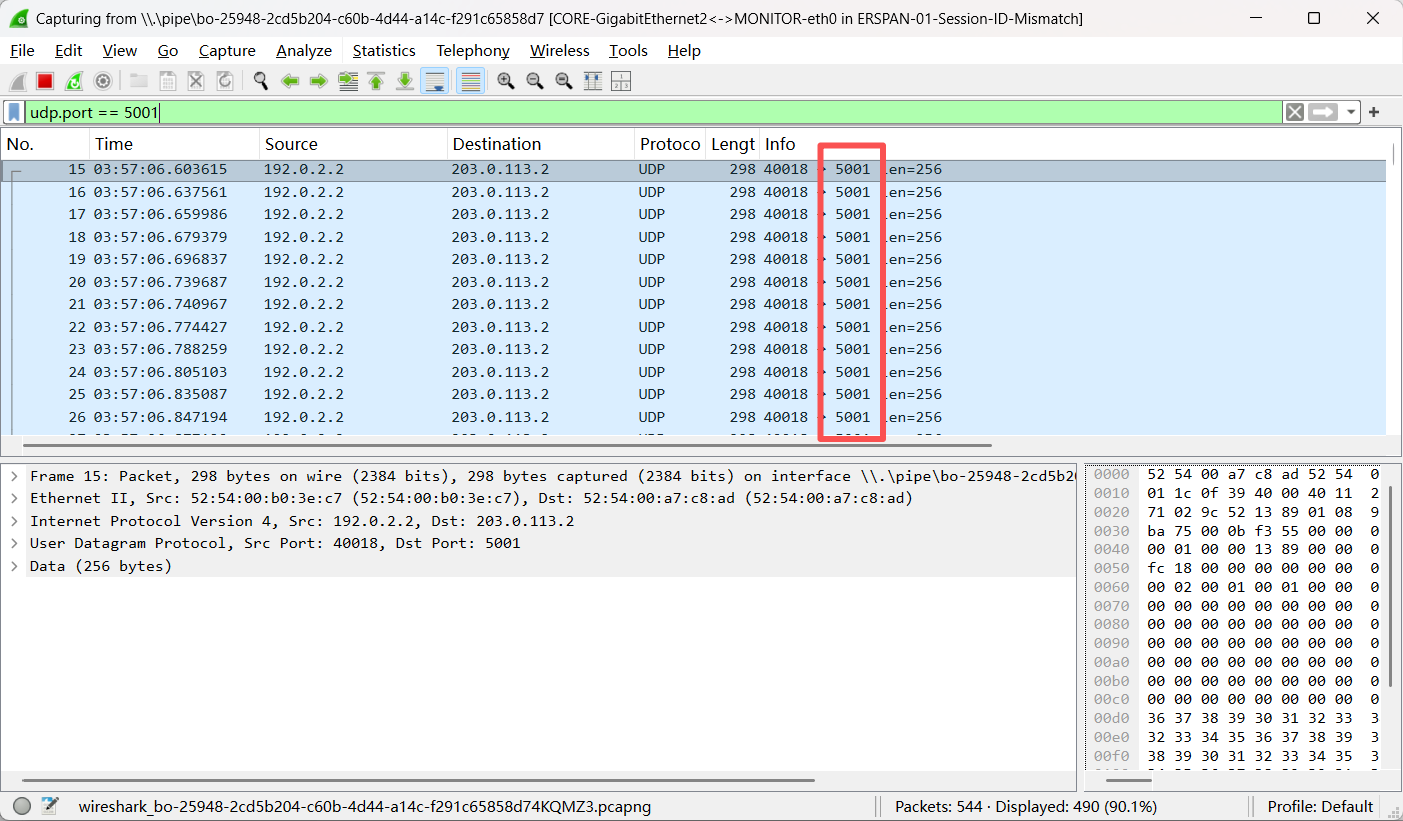 Capturing from \\.\pipe\bo-25948-2cd5b204-c60b-4d44-a14c-f291c65858d7 [CORE-GigabitEthernet2<->MONITOR-eth0 in ERSPAN-01-Session-ID-Mismatch]
File Edit View Go Capture Analyze Statistics Telephony Wireless Tools Help
udp.port == 5001
No. Time Source Destination Protoco Lengt Info
15 03:57:06.603615 192.0.2.2 203.0.113.2 UDP 298 40018 5001 Len=256
16 03:57:06.637561 192.0.2.2 203.0.113.2 UDP 298 40018 5001 Len=256
17 03:57:06.659986 192.0.2.2 203.0.113.2 UDP 298 40018 5001 Len=256
18 03:57:06.679379 192.0.2.2 203.0.113.2 UDP 298 40018 5001 Len=256
19 03:57:06.696837 192.0.2.2 203.0.113.2 UDP 298 40018 5001 Len=256
20 03:57:06.739687 192.0.2.2 203.0.113.2 UDP 298 40018 5001 Len=256
21 03:57:06.740967 192.0.2.2 203.0.113.2 UDP 298 40018 5001 Len=256
22 03:57:06.774427 192.0.2.2 203.0.113.2 UDP 298 40018 5001 Len=256
23 03:57:06.788259 192.0.2.2 203.0.113.2 UDP 298 40018 5001 Len=256
24 03:57:06.805103 192.0.2.2 203.0.113.2 UDP 298 40018 5001 Len=256
25 03:57:06.835087 192.0.2.2 203.0.113.2 UDP 298 40018 5001 Len=256
26 03:57:06.847194 192.0.2.2 203.0.113.2 UDP 298 40018 5001 Len=256
Frame 15: Packet, 298 bytes on wire (2384 bits), 298 bytes captured (2384 bits) on interface \\.\pipe\bo-25948-2cd5b20
Ethernet II, Src: 52:54:00:b0:3e:c7 (52:54:00:b0:3e:c7), Dst: 52:54:00:a7:c8:ad (52:54:00:a7:c8:ad)
Internet Protocol Version 4, Src: 192.0.2.2, Dst: 203.0.113.2
User Datagram Protocol, Src Port: 40018, Dst Port: 5001
Data (256 bytes)
0000 52 54 00 a7 c8 ad 52 54 0
0010 01 1c 0f 39 40 00 40 11 2
0020 71 02 9c 52 13 89 01 08 9
0030 ba 75 00 0b f3 55 00 00 0
0040 00 01 00 00 13 89 00 00 0
0050 fc 18 00 00 00 00 00 00 0
0060 00 02 00 01 00 01 00 00 0
0070 00 00 00 00 00 00 00 00 0
0080 00 00 00 00 00 00 00 00 0
0090 00 00 00 00 00 00 00 00 0
00a0 00 00 00 00 00 00 00 00 0
00b0 00 00 00 00 00 00 00 00 0
00c0 00 00 00 00 00 00 00 00 0
00d0 36 37 38 39 30 31 32 33 3
00e0 32 33 34 35 36 37 38 39 3
00f0 38 39 30 31 32 33 34 35 3
wireshark_bo-25948-2cd5b204-c60b-4d44-a14c-f291c65858d74KQMZ3.pcapng
Packets: 544 · Displayed: 490 (90.1%)
Profile: Default